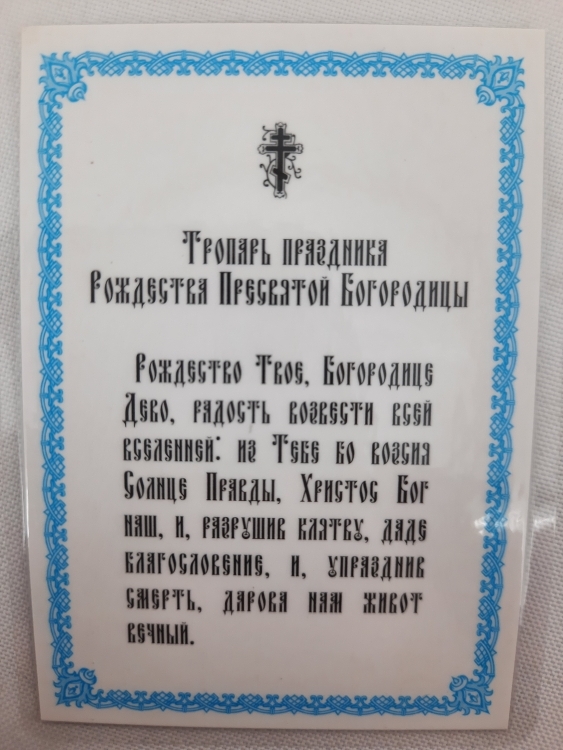 Тропарь праздника
Рождества Пресвятой Богородицы
Рождество Твое, Богородице
Дево, радость возвести всей
вселенней: из Тебе бо возсия
Солнце Правды, Христос Бог
наш, и, разрушив клятву, даде
благословение, и, упразднив
смерть, дарова нам живот
вечный.